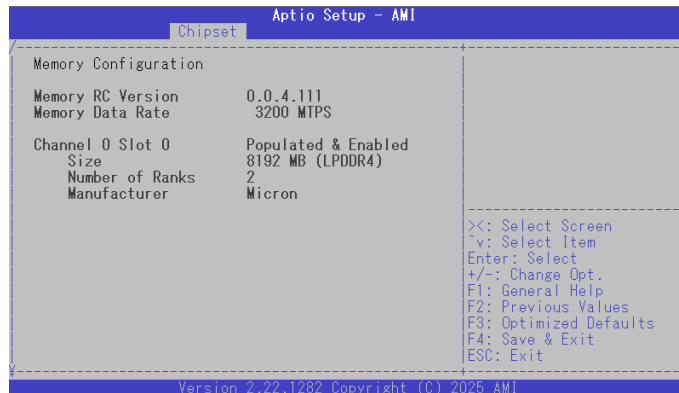 Aptio Setup - AMI
Chipset
Memory Configuration
Memory RC Version 0.0.4.111
Memory Data Rate 3200 MTPS
Channel 0 Slot 0 Populated & Enabled
Size 8192 MB (LPDDR4)
Number of Ranks 2
Manufacturer Micron
><: Select Screen
^v: Select Item
Enter: Select
+/-: Change Opt.
F1: General Help
F2: Previous Values
F3: Optimized Defaults
F4: Save & Exit
ESC: Exit
Version 2.22.1282 Copyright (C) 2025 AMI